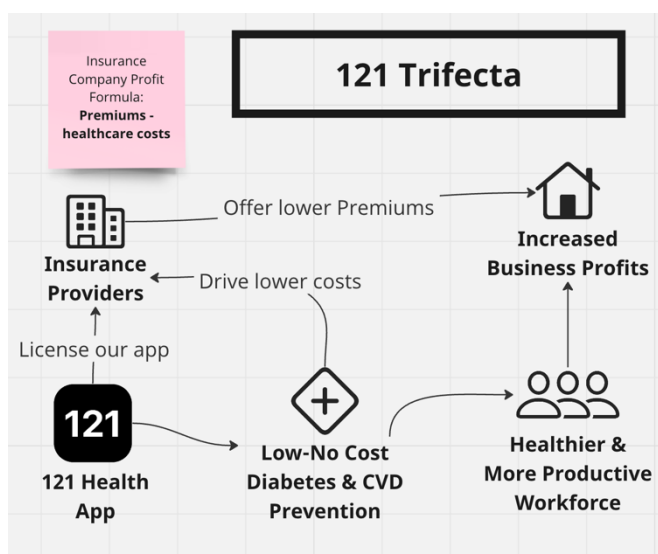 Insurance
Company Profit
Formula:
Premiums -
healthcare costs
121 Trifecta
Offer lower Premiums
Insurance
Providers
Increased
Business Profits
Drive lower costs
License our app
121
121 Health
App
Low-No Cost
Diabetes & CVD
Prevention
Healthier &
More Productive
Workforce